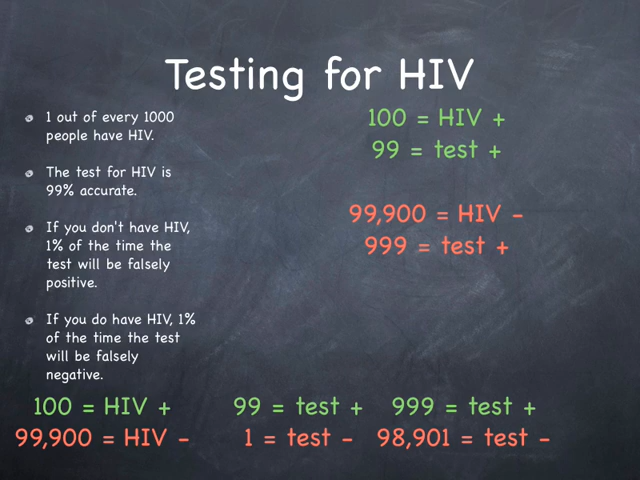 Testing for HIV
1 out of every 1000
people have HIV.
The test for HIV is
99% accurate.
If you don't have HIV,
1% of the time the
test will be falsely
positive.
If you do have HIV, 1%
of the time the test
will be falsely
negative.
100 = HIV +
99 = test +
99,900 = HIV -
999 = test +
100 = HIV + 99 = test + 999 = test +
99,900 = HIV - 1 = test - 98,901 = test -